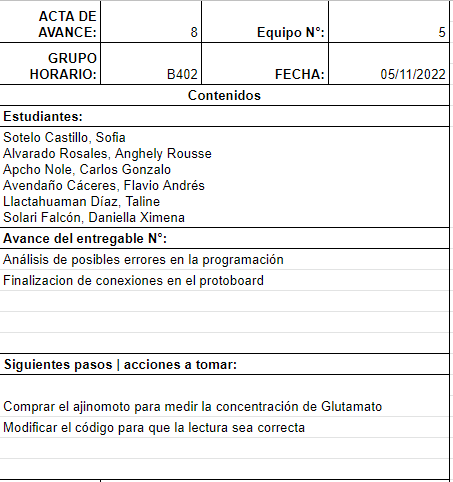 ACTA DE
AVANCE: 8 Equipo N°: 5
GRUPO
HORARIO: B402 FECHA: 05/11/2022
Contenidos
Estudiantes:
Sotelo Castillo, Sofia
Alvarado Rosales, Anghely Rousse
Apcho Nole, Carlos Gonzalo
Avendaño Cáceres, Flavio Andrés
Llactahuaman Díaz, Taline
Solari Falcón, Daniella Ximena
Avance del entregable N°:
Análisis de posibles errores en la programación
Finalizacion de conexiones en el protoboard
Siguientes pasos | acciones a tomar:
Comprar el ajinomoto para medir la concentración de Glutamato
Modificar el código para que la lectura sea correcta